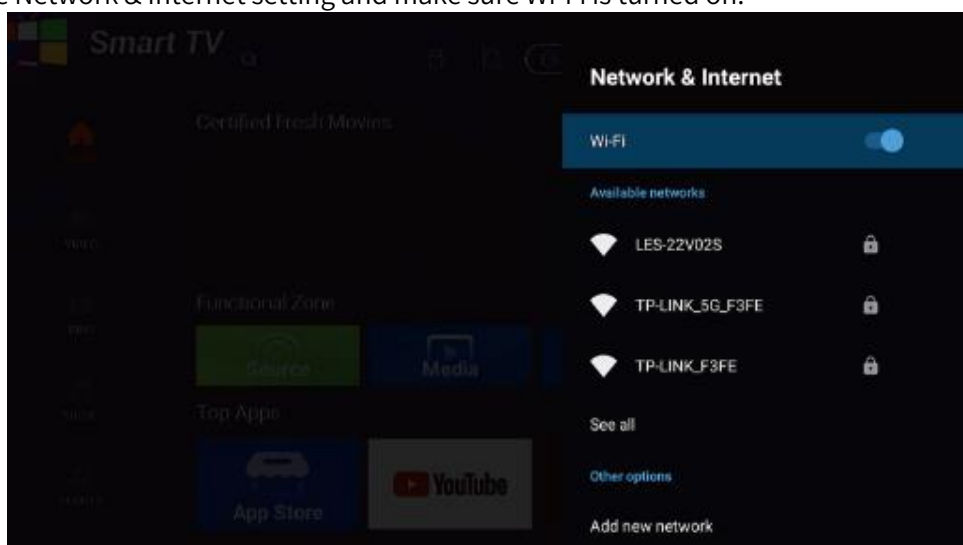 e Network & Internet setting and make sure Wi-Fi is turned on.
Smart TV
Certified Fresh Movies
Functional Zone
Source
Media
Top Apps
App Store
YouTube
Network & Internet
Wi-Fi
Available networks
LES-22V02S
TP-LINK_5G_F3FE
TP-LINK_F3FE
See all
Other options
Add new network